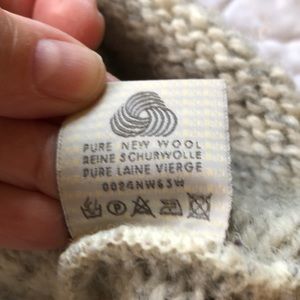 PURE NEW WOOL
REINE SCHURWOLLE
PURE LAINE VIERGE
0024NW63W